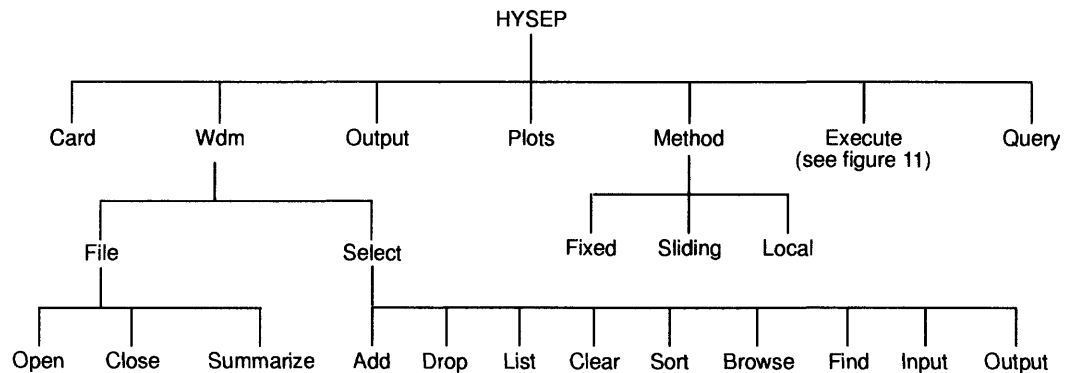 HYSEP
Card Wdm Output Plots Method Execute Query
(see figure 11)
Fixed Sliding Local
File Select
Open Close Summarize Add Drop List Clear Sort Browse Find Input Output